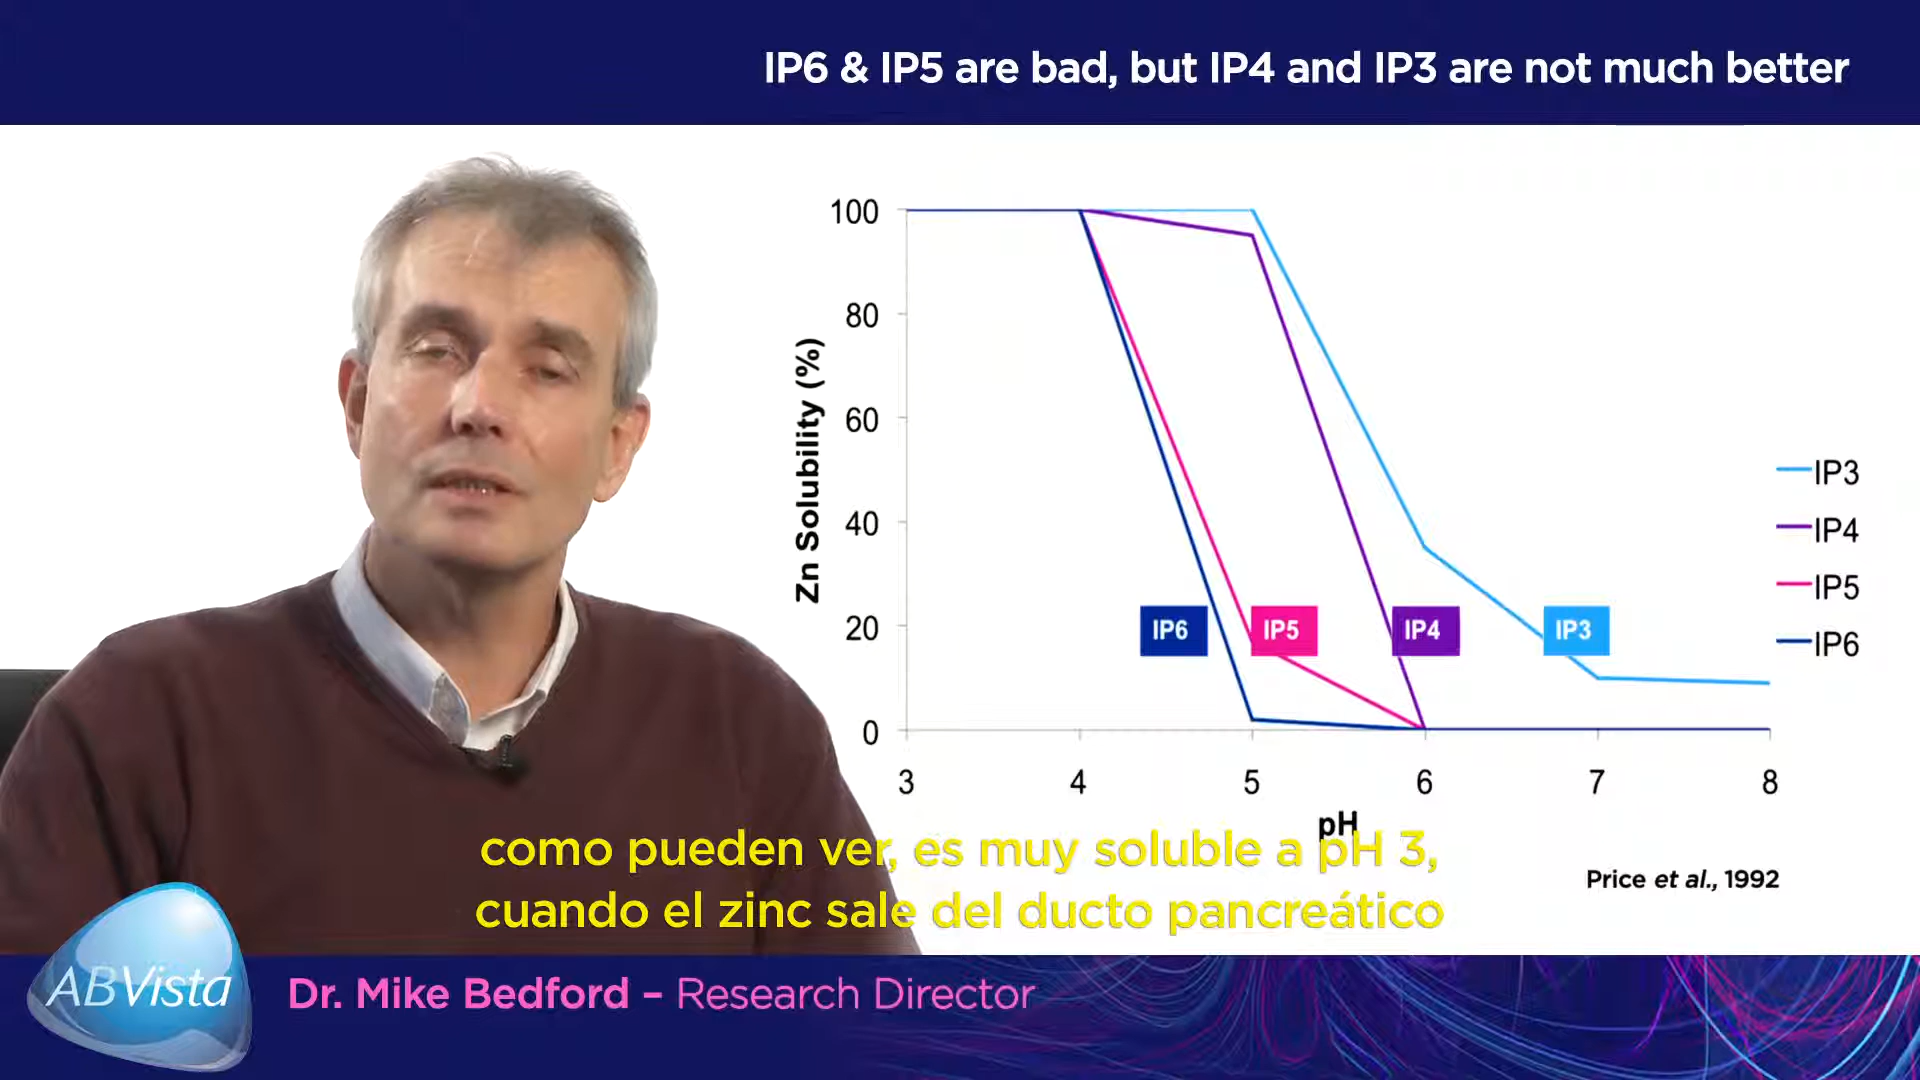 IP6 & IP5 are bad, but IP4 and IP3 are not much better
100
80
60
40
20
0
Zn Solubility (%)
3 4 5 6 7 8
pH
IP6 IP5 IP4 IP3
IP3
IP4
IP5
IP6
Price et al., 1992
como pueden ver, es muy soluble a pH 3,
cuando el zinc sale del ducto pancreático
ABVista
Dr. Mike Bedford – Research Director